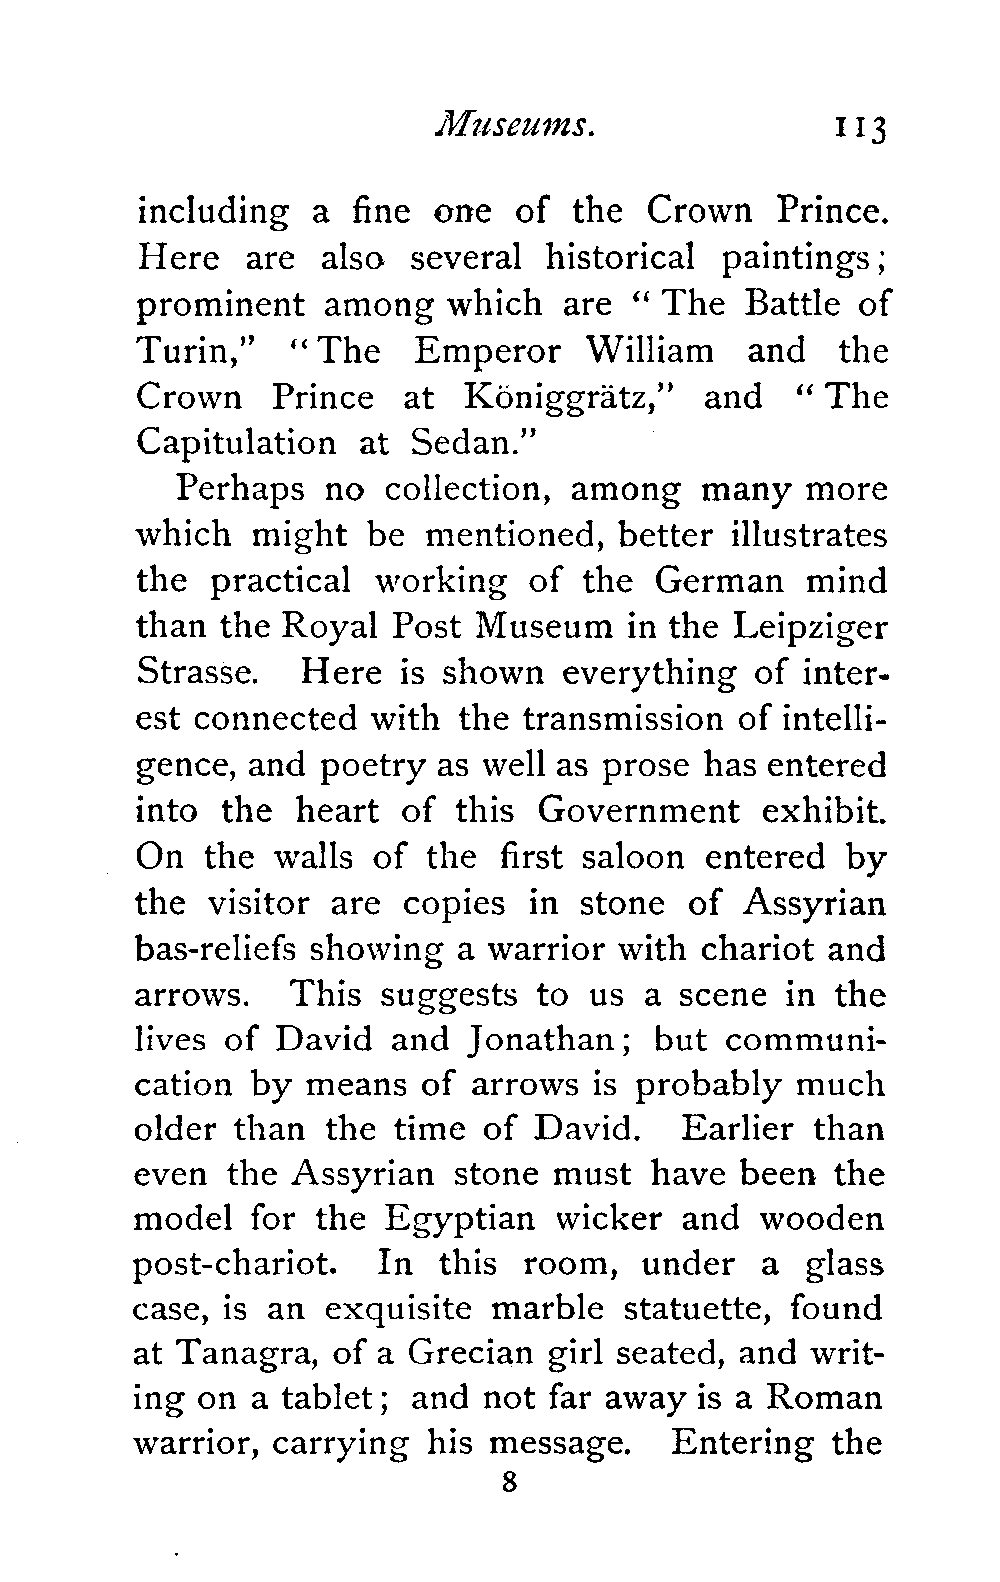 Museums. 113
including a fine one of the Crown Prince.
Here are also several historical paintings;
prominent among which are “ The Battle of
Turin,” “ The Emperor William and the
Crown Prince at Königgrätz,” and “ The
Capitulation at Sedan.”
Perhaps no collection, among many more
which might be mentioned, better illustrates
the practical working of the German mind
than the Royal Post Museum in the Leipziger
Strasse. Here is shown everything of inter-
est connected with the transmission of intelli-
gence, and poetry as well as prose has entered
into the heart of this Government exhibit.
On the walls of the first saloon entered by
the visitor are copies in stone of Assyrian
bas-reliefs showing a warrior with chariot and
arrows. This suggests to us a scene in the
lives of David and Jonathan; but communi-
cation by means of arrows is probably much
older than the time of David. Earlier than
even the Assyrian stone must have been the
model for the Egyptian wicker and wooden
post-chariot. In this room, under a glass
case, is an exquisite marble statuette, found
at Tanagra, of a Grecian girl seated, and writ-
ing on a tablet; and not far away is a Roman
warrior, carrying his message. Entering the
8